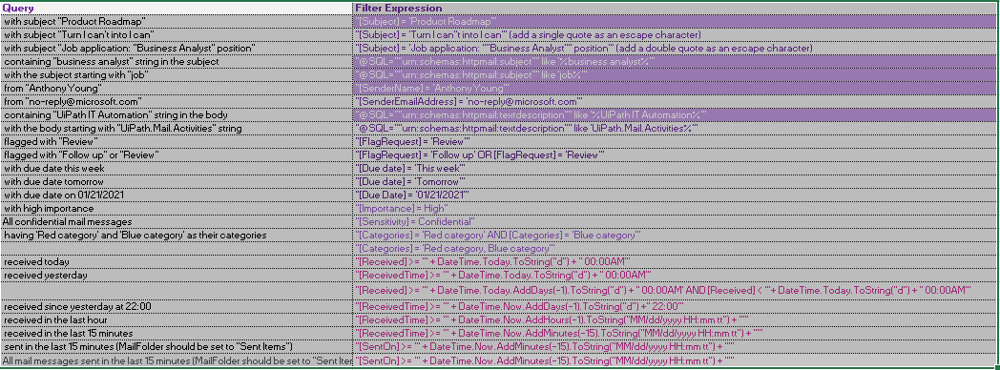 Query Filter Expression
with subject "Product Roadmap" "[Subject] = 'Product Roadmap'"
with subject "Turn I can't into I can" "[Subject] = 'Turn I can''t into I can'" (add a single quote as an escape character)
with subject "Job application: "Business Analyst" position" "[Subject] = 'Job application: ""Business Analyst"" position'" (add a double quote as an escape character)
containing "business analyst" string in the subject "@SQL=""urn:schemas:httpmail:subject"" like '%business analyst%'"
with the subject starting with "job" "@SQL=""urn:schemas:httpmail:subject"" like 'job%'"
from "Anthony Young" "[SenderName] = 'Anthony Young'"
from "no-reply@microsoft.com" "[SenderEmailAddress] = 'no-reply@microsoft.com'"
containing "UiPath IT Automation" string in the body "@SQL=""urn:schemas:httpmail:textdescription"" like '%UiPath IT Automation%'"
with the body starting with "UiPath.Mail.Activities" string "@SQL=""urn:schemas:httpmail:textdescription"" like 'UiPath.Mail.Activities%'"
flagged with "Review" "[FlagRequest] = 'Review'"
flagged with "Follow up" or "Review" "[FlagRequest] = 'Follow up' OR [FlagRequest] = 'Review'"
with due date this week "[Due date] = 'This week'"
with due date tomorrow "[Due date] = 'Tomorrow'"
with due date on 01/21/2021 "[Due Date] = '01/21/2021'"
with high importance "[Importance] = High"
All confidential mail messages "[Sensitivity] = Confidential"
having 'Red category' and 'Blue category' as their categories "[Categories] = 'Red category' AND [Categories] = 'Blue category'"
"[Categories] = 'Red category, Blue category'"
received today "[Received] >= '" + DateTime.Today.ToString("d") + " 00:00AM'"
received yesterday "[ReceivedTime] >= '" + DateTime.Today.ToString("d") + " 00:00AM'"
"[Received] >= '" + DateTime.Today.AddDays(-1).ToString("d") + " 00:00AM' AND [Received] < '"+ DateTime.Today.ToString("d") + " 00:00AM'"
received since yesterday at 22:00 "[ReceivedTime] >= '" + DateTime.Now.AddDays(-1).ToString("d") +" 22:00'"
received in the last hour "[ReceivedTime] >= '" + DateTime.Now.AddHours(-1).ToString("MM/dd/yyyy HH:mm tt") + "'"
received in the last 15 minutes "[ReceivedTime] >= '" + DateTime.Now.AddMinutes(-15).ToString("MM/dd/yyyy HH:mm tt") + "'"
sent in the last 15 minutes (MailFolder should be set to "Sent Items") "[SentOn] >= '" + DateTime.Now.AddMinutes(-15).ToString("MM/dd/yyyy HH:mm tt") + "'"
All mail messages sent in the last 15 minutes (MailFolder should be set to "Sent Iter "[SentOn] >= '" + DateTime.Now.AddMinutes(-15).ToString("MM/dd/yyyy HH:mm tt") + "'"